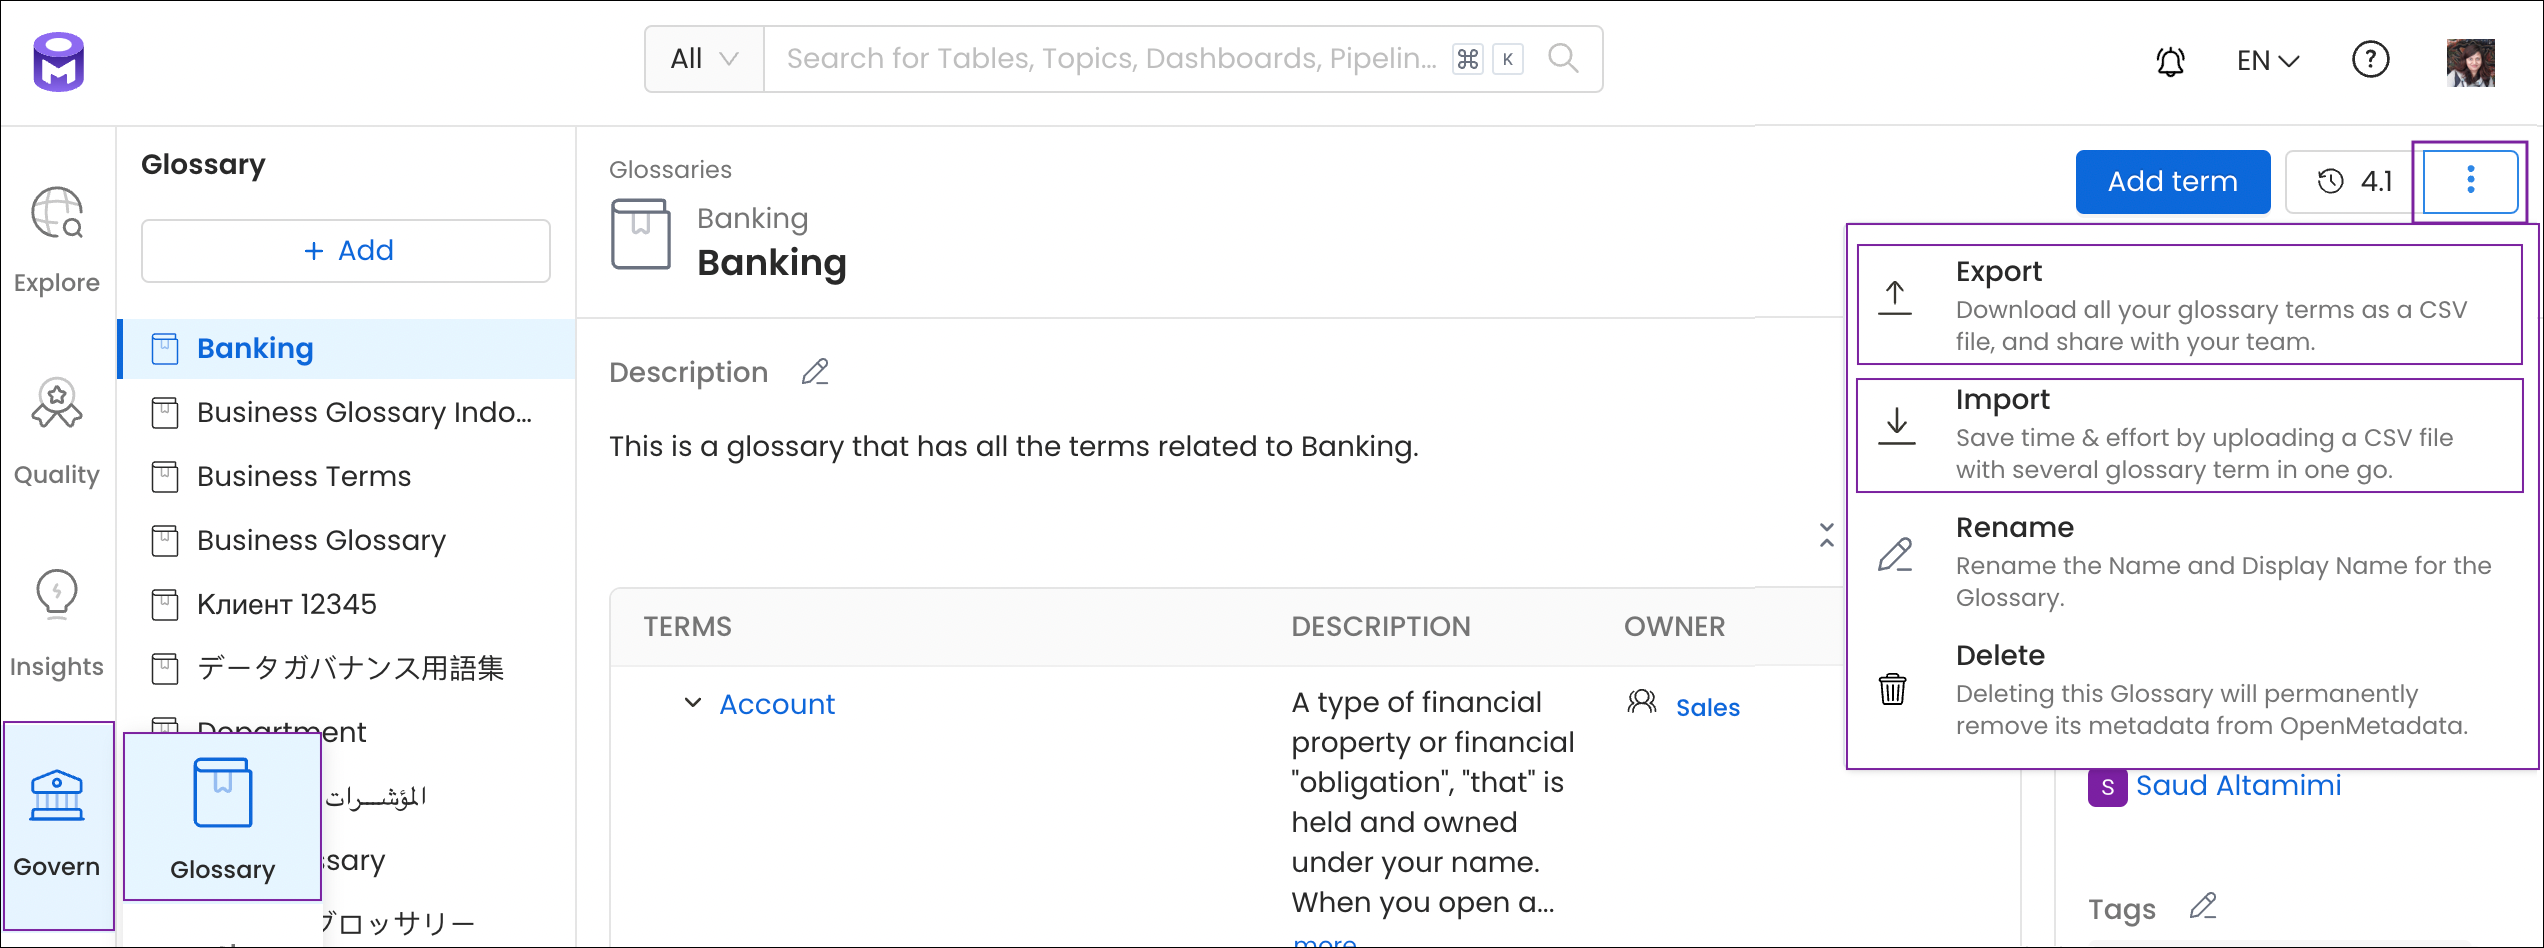 All
Search for Tables, Topics, Dashboards, Pipelin...
⌘ K
EN
?
Explore
Quality
Insights
Govern
Glossary
+ Add
Banking
Business Glossary Indo...
Business Terms
Business Glossary
Клиент 12345
データガバナンス用語集
Department
المؤشرات
ssary
ブロッサリー
Glossary
Glossaries
Banking
Banking
Add term
4.1
Description
This is a glossary that has all the terms related to Banking.
TERMS DESCRIPTION OWNER
Account
A type of financial
property or financial
"obligation", "that" is
held and owned
under your name.
When you open a...
more
Sales
Export
Download all your glossary terms as a CSV
file, and share with your team.
Import
Save time & effort by uploading a CSV file
with several glossary term in one go.
Rename
Rename the Name and Display Name for the
Glossary.
Delete
Deleting this Glossary will permanently
remove its metadata from OpenMetadata.
S Saud Altamimi
Tags